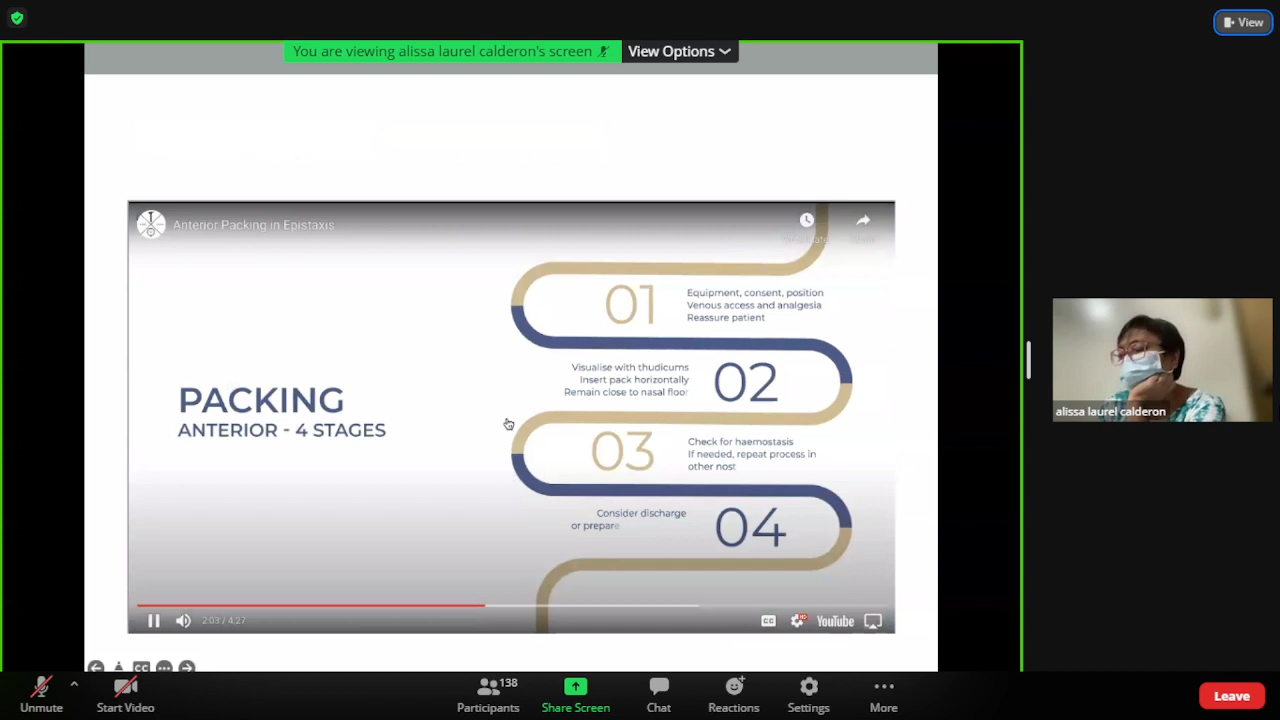 View
You are viewing alissa laurel calderon's screen
View Options
Anterior Packing in Epistaxis
01
Equipment, consent, position
Venous access and analgesia
Reassure patient
Visualise with thudicums
Insert pack horizontally
Remain close to nasal floor
02
PACKING
ANTERIOR - 4 STAGES
03
Check for haemostasis
If needed, repeat process in
other nost
Consider discharge
or prepare
04
2:03 / 4:27
CC
HD
YouTube
alissa laurel calderon
CC
Unmute
Start Video
138
Participants
Share Screen
Chat
Reactions
Settings
More
Leave